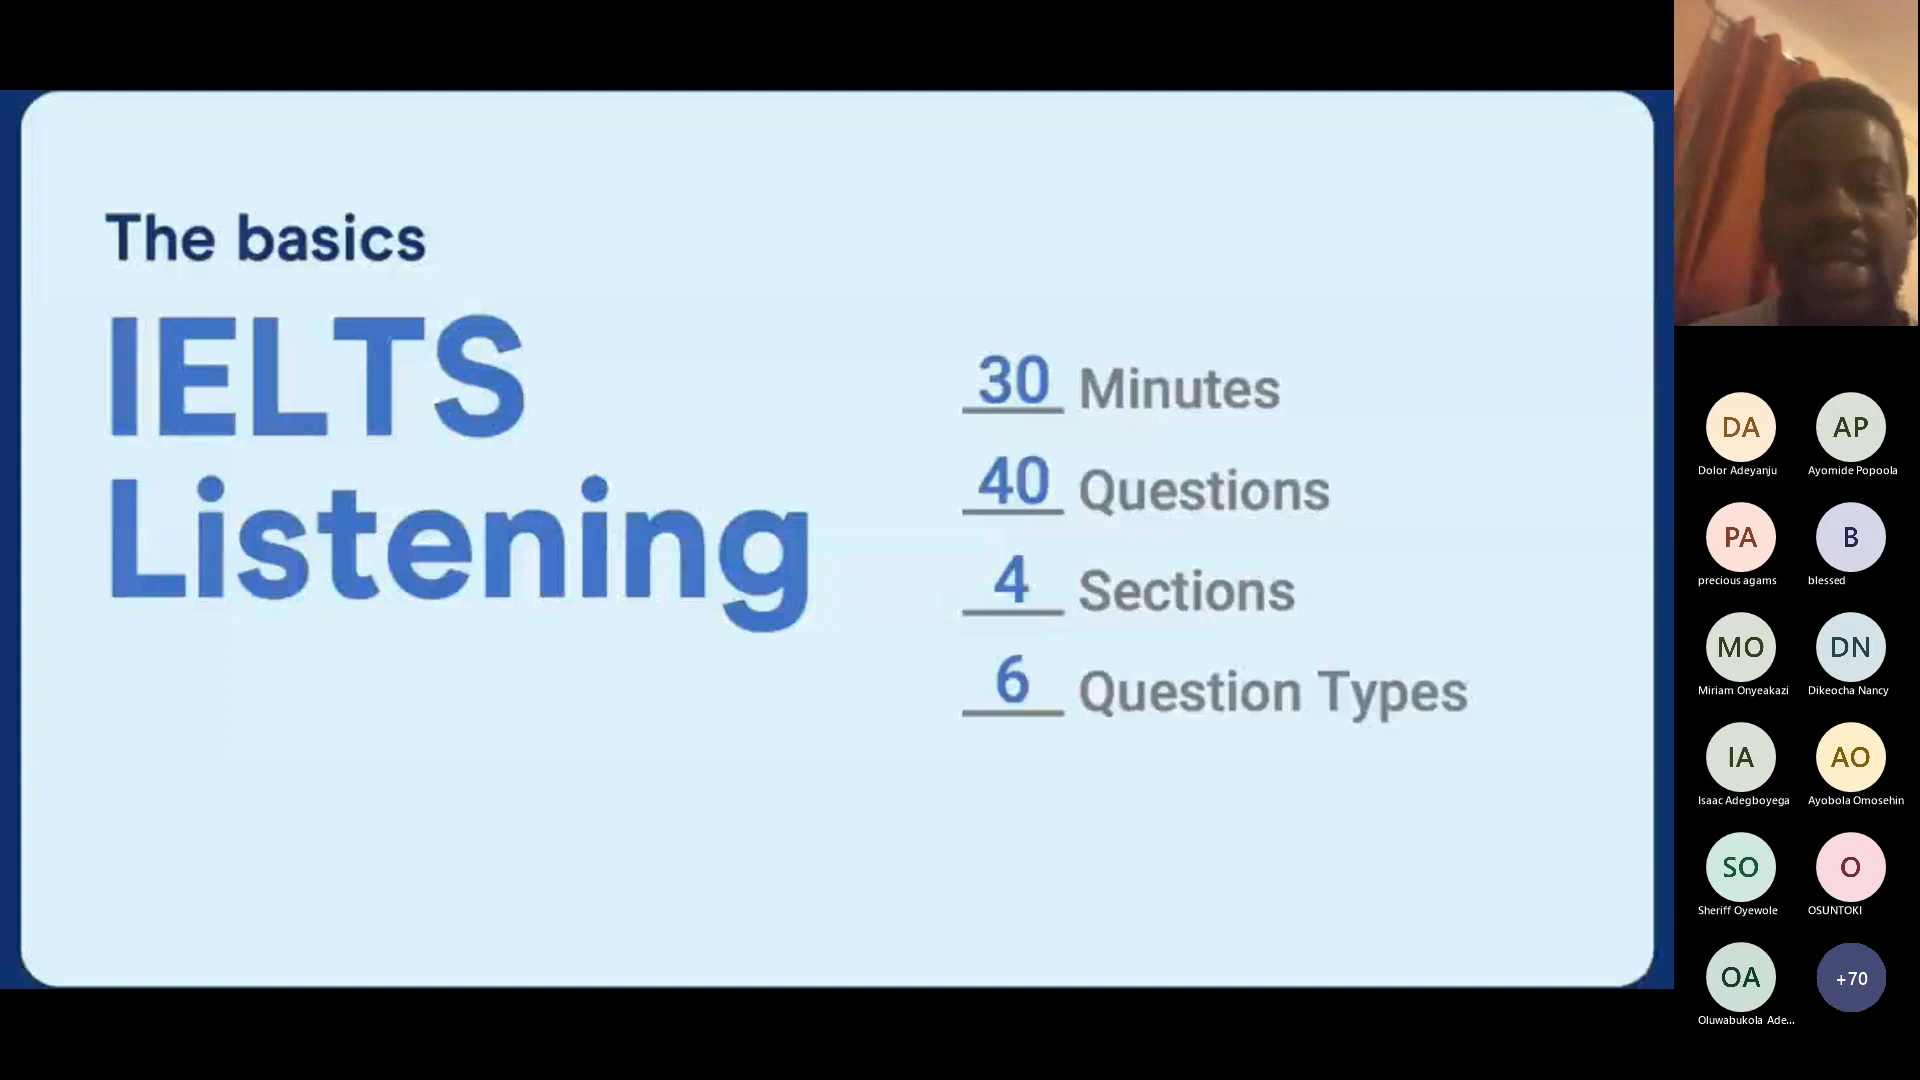 The basics
IELTS
Listening
30 Minutes
40 Questions
4 Sections
6 Question Types
DA AP
Dolor Adeyanju Ayomide Popoola
PA B
precious agams blessed
MO DN
Miriam Onyeakazi Dikeocha Nancy
IA AO
Isaac Adegboyega Ayobola Omosehin
SO O
Sheriff Oyewole OSUNTOKI
OA +70
Oluwabukola Ade...